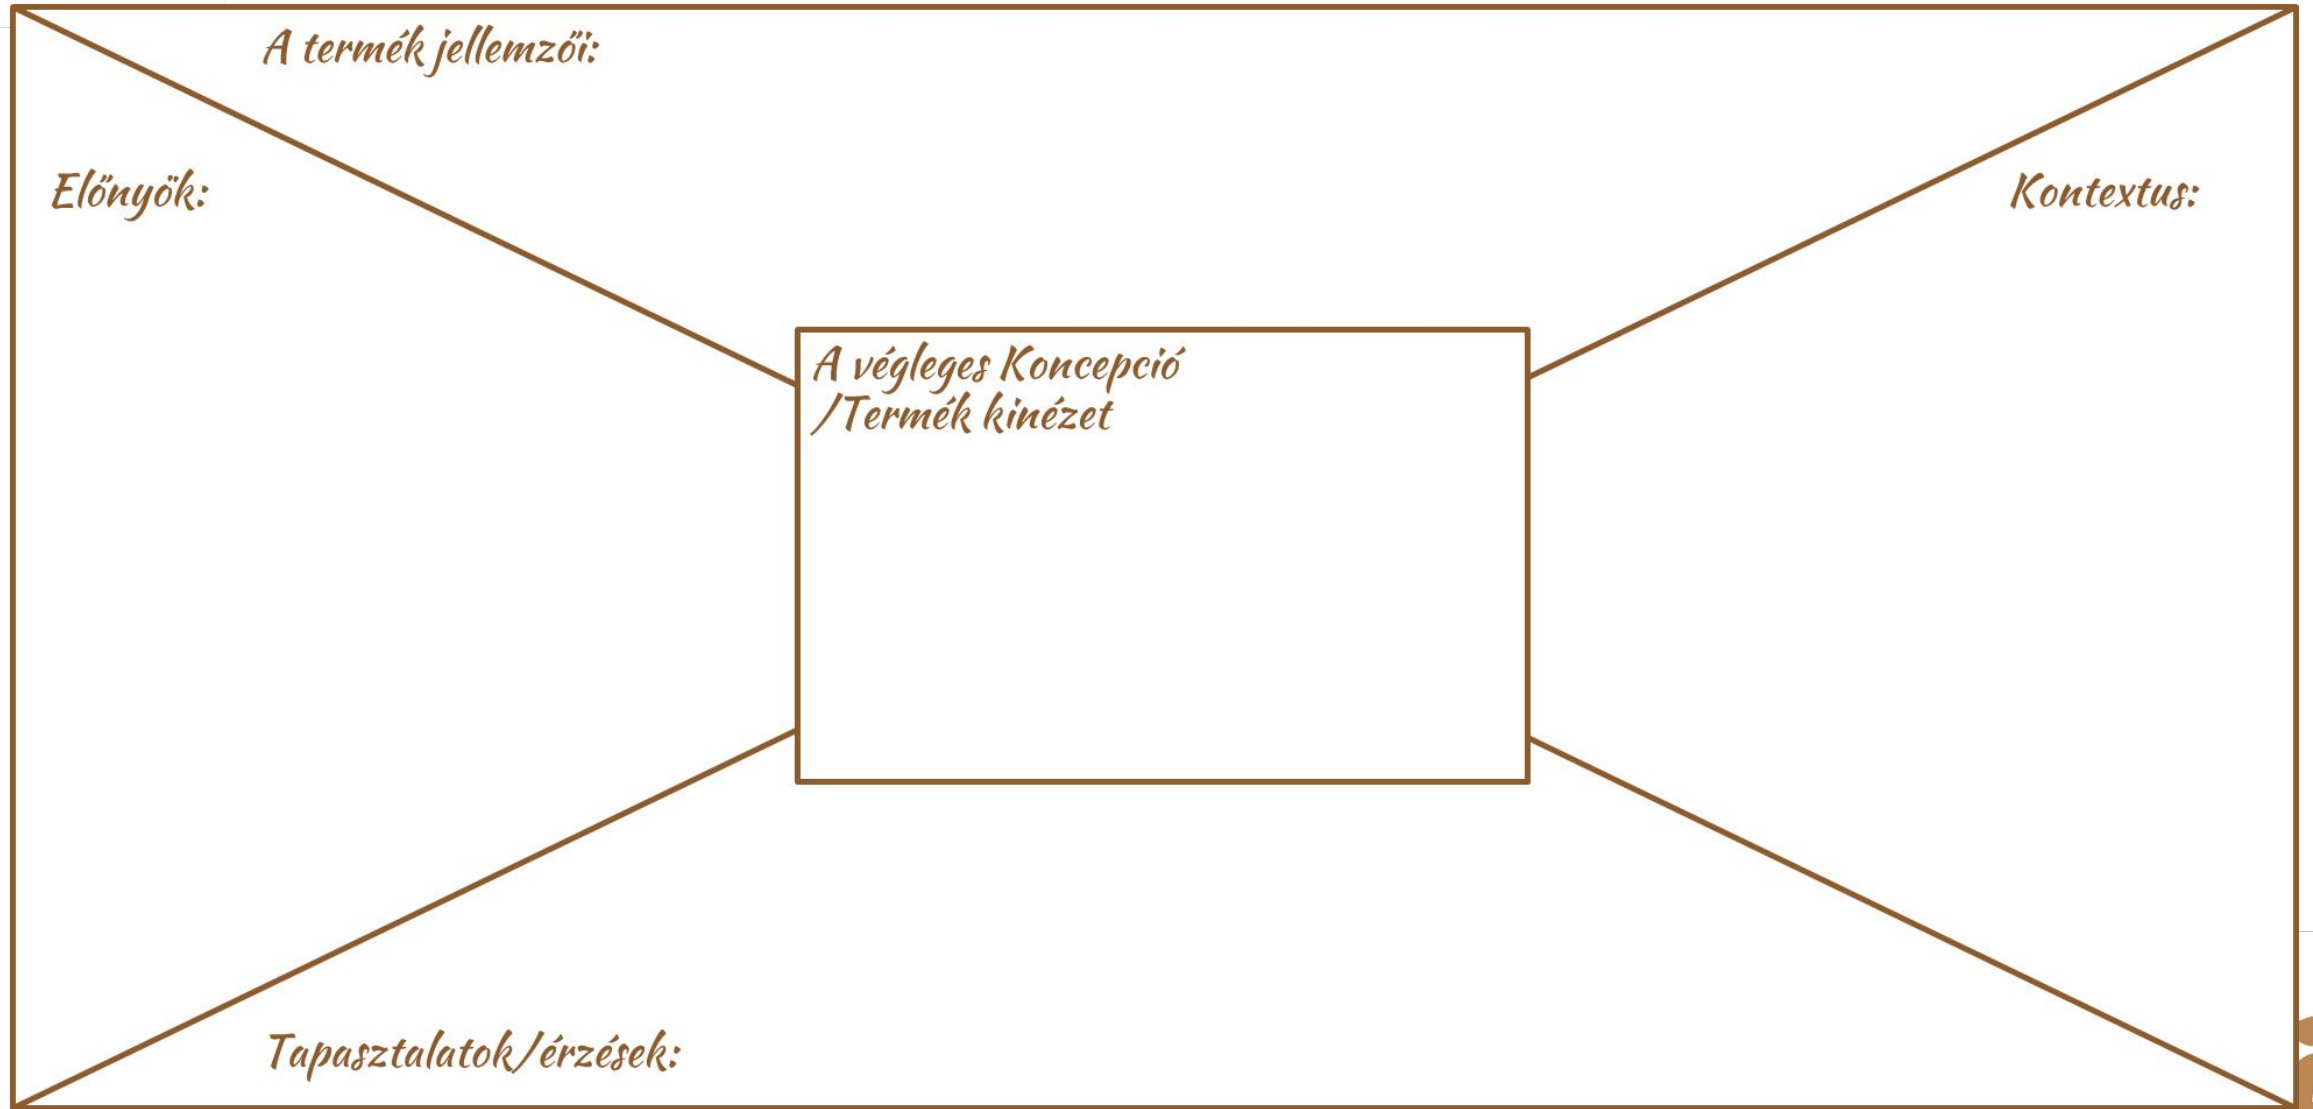 A termék jellemzői:
Előnyök:
Kontextus:
A végleges Koncepció
/Termék kinézet
Tapasztalatok/érzések: